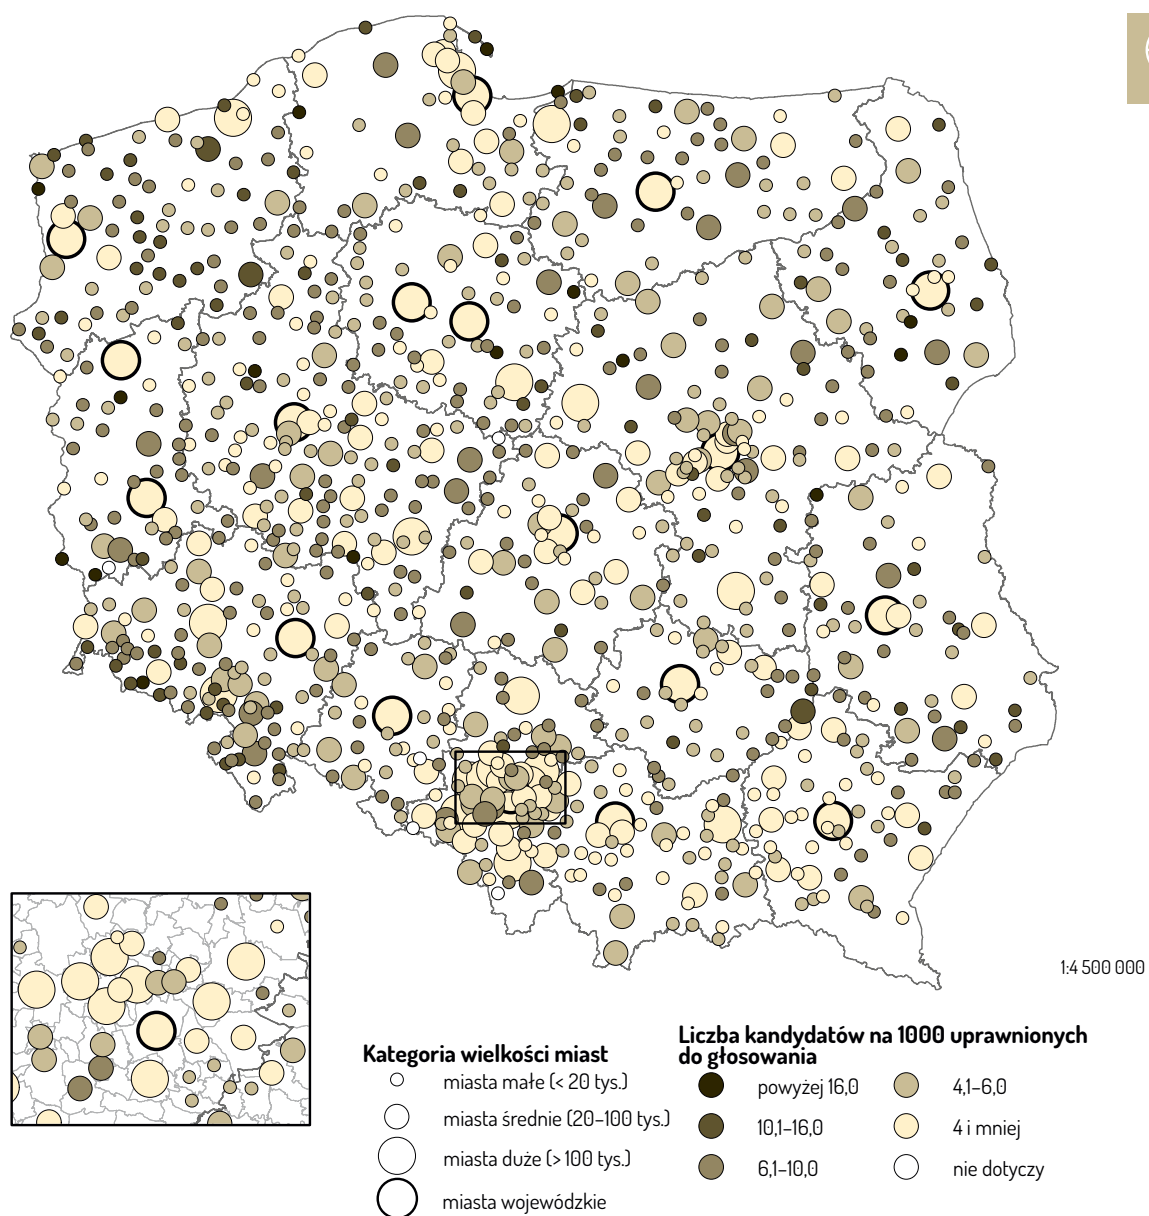 1:4 500 000
Kategoria wielkości miast
miasta małe (< 20 tys.)
miasta średnie (20–100 tys.)
miasta duże (> 100 tys.)
miasta wojewódzkie
Liczba kandydatów na 1000 uprawnionych
do głosowania
powyżej 16,0
10,1–16,0
6,1–10,0
4,1–6,0
4 i mniej
nie dotyczy